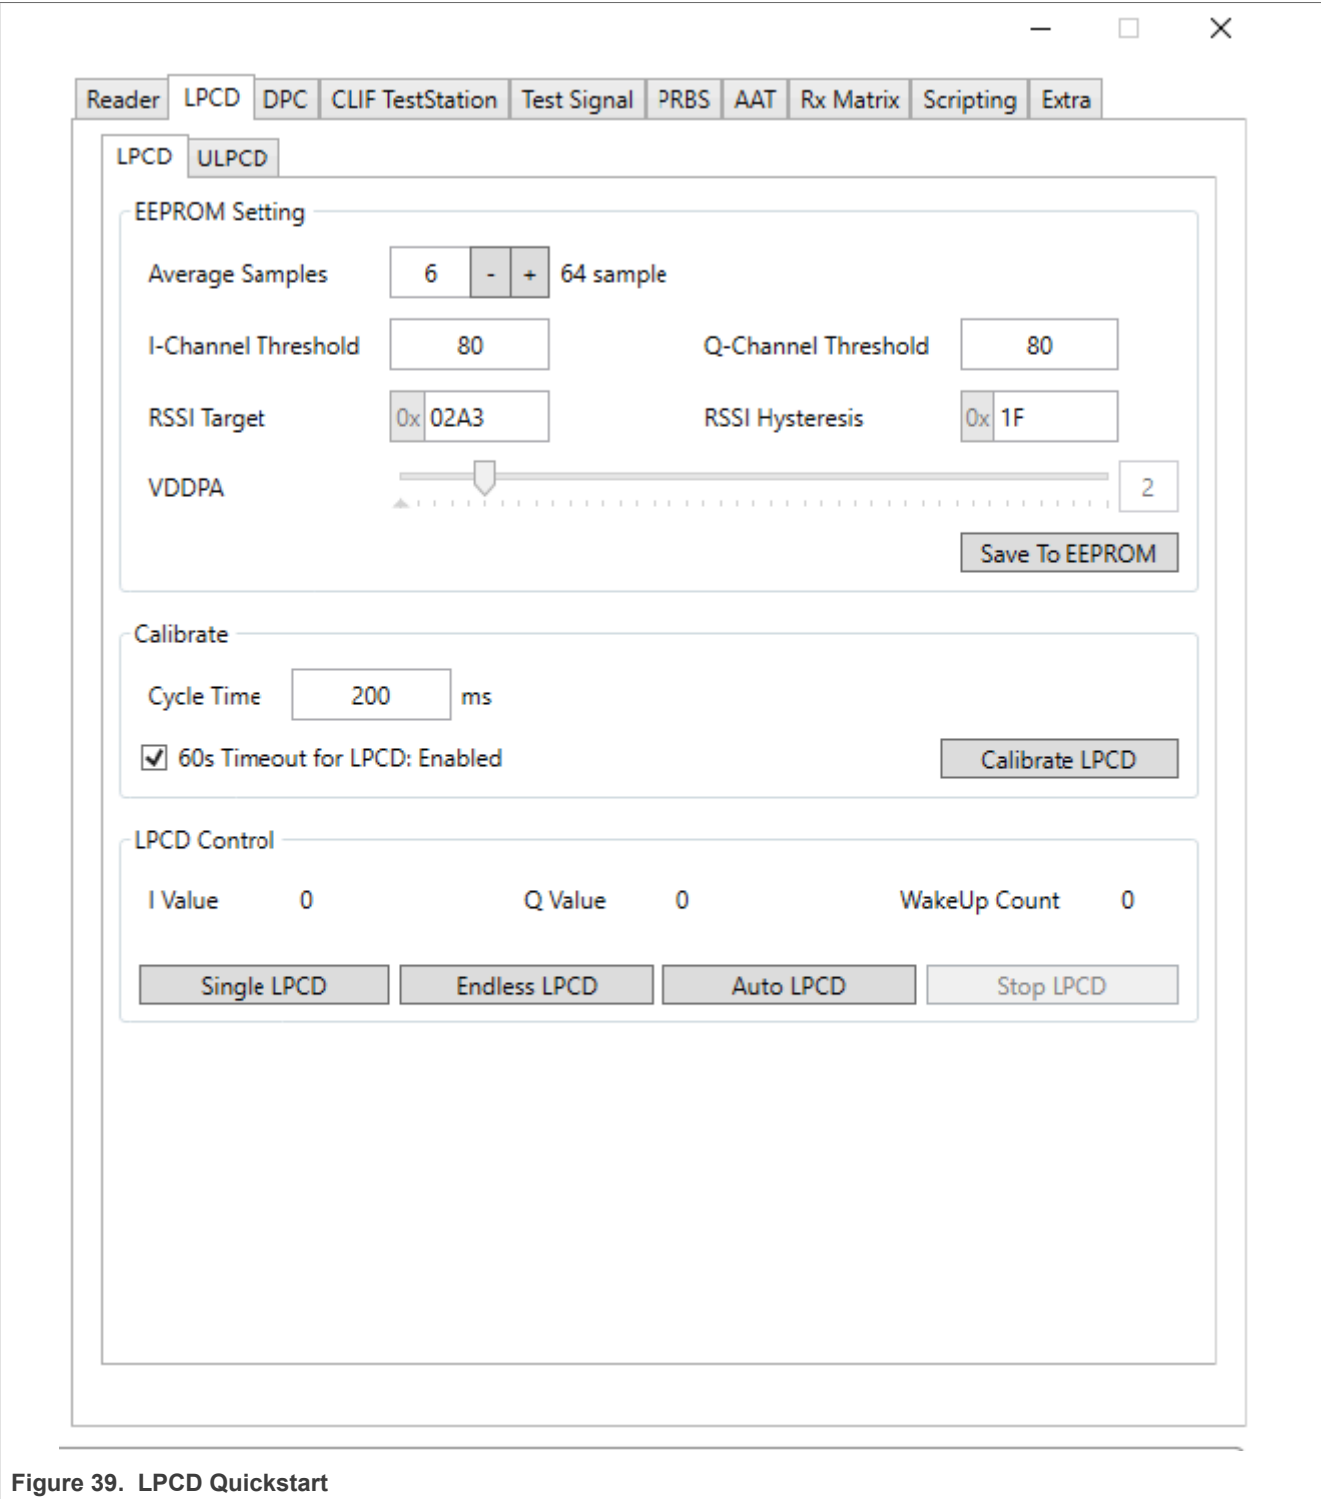 Reader LPCD DPC CLIF TestStation Test Signal PRBS AAT Rx Matrix Scripting Extra
LPCD ULPCD
EEPROM Setting
Average Samples 6 - + 64 sample
I-Channel Threshold 80 Q-Channel Threshold 80
RSSI Target 0x 02A3 RSSI Hysteresis 0x 1F
VDDPA 2
Save To EEPROM
Calibrate
Cycle Time 200 ms
60s Timeout for LPCD: Enabled Calibrate LPCD
LPCD Control
I Value 0 Q Value 0 WakeUp Count 0
Single LPCD Endless LPCD Auto LPCD Stop LPCD
Figure 39. LPCD Quickstart